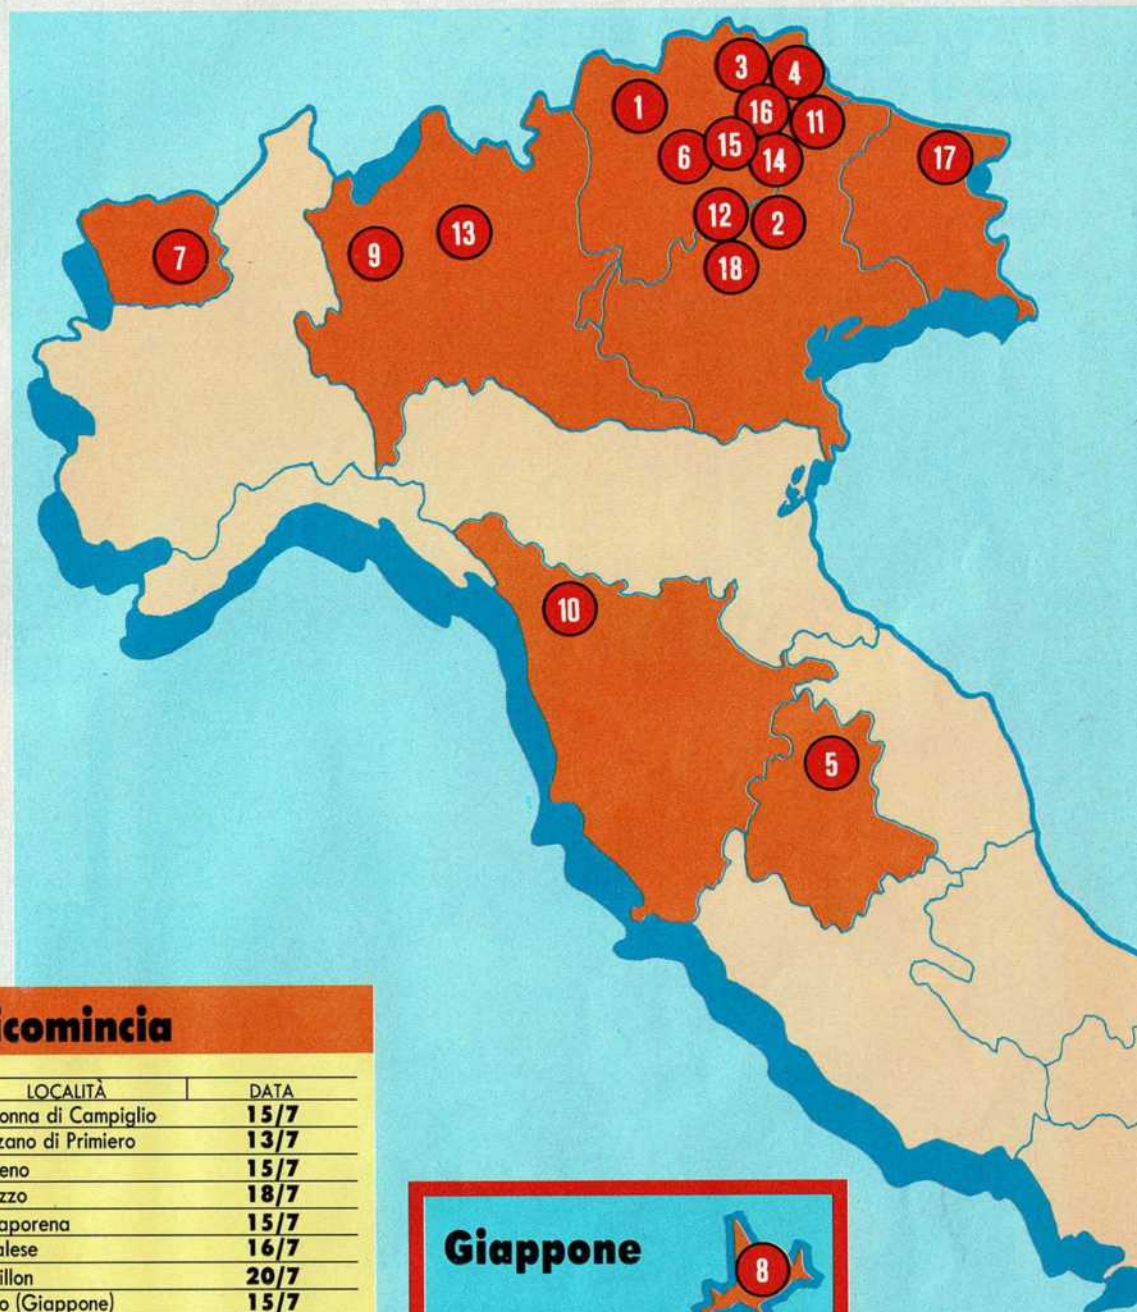 3
4
1
16
11
15
6
14
17
12
2
13
9
7
18
10
5
icomincia
LOCALITÀ DATA
onna di Campiglio 15/7
zano di Primiero 13/7
eno 15/7
zzo 18/7
aporena 15/7
alese 16/7
illon 20/7
o (Giappone) 15/7
Giappone
8